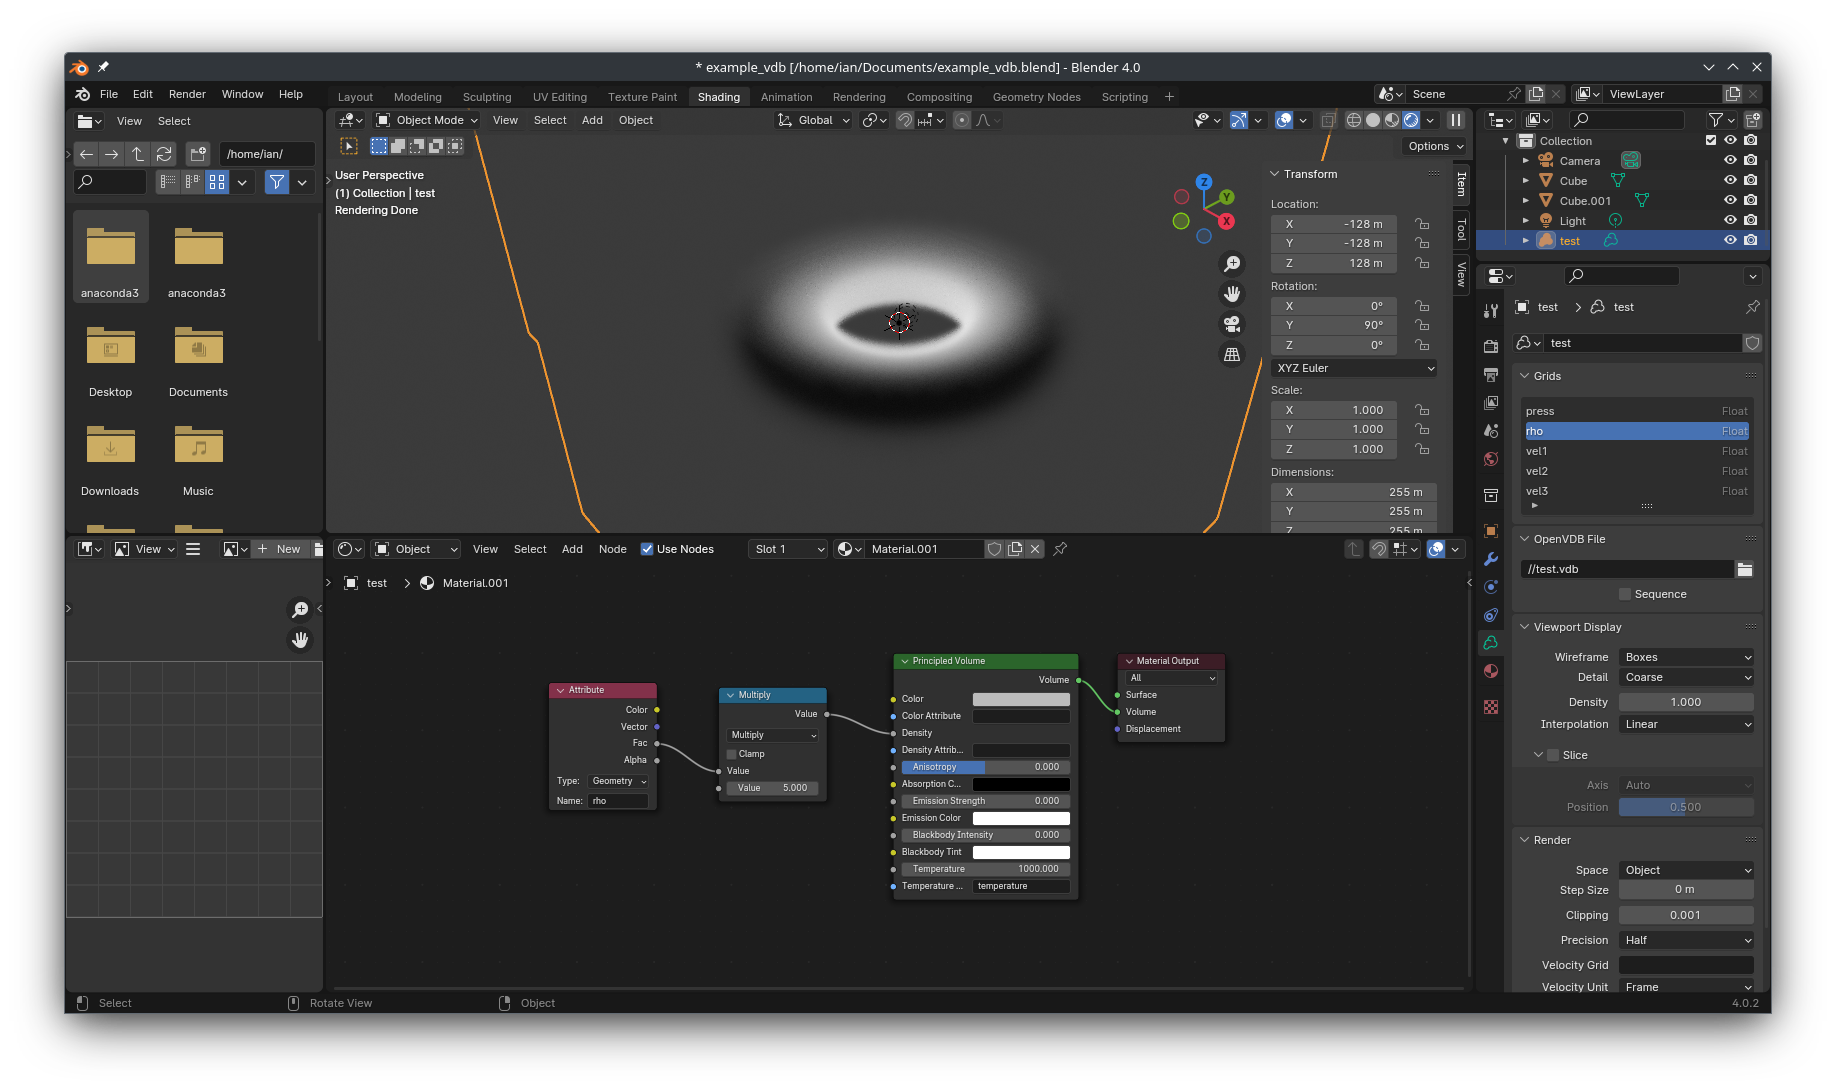 * example_vdb [/home/ian/Documents/example_vdb.blend] - Blender 4.0
File Edit Render Window Help
Layout Modeling Sculpting UV Editing Texture Paint Shading Animation Rendering Compositing Geometry Nodes Scripting +
Scene
ViewLayer
View Select
/home/ian/
anaconda3 anaconda3
Desktop Documents
Downloads Music
Object Mode View Select Add Object
Global
Options
User Perspective
(1) Collection | test
Rendering Done
Z
Y
X
Transform
Location:
X -128 m
Y -128 m
Z 128 m
Rotation:
X 0°
Y 90°
Z 0°
XYZ Euler
Scale:
X 1.000
Y 1.000
Z 1.000
Dimensions:
X 255 m
Y 255 m
Z 255 m
Item
Tool
View
Collection
Camera
Cube
Cube.001
Light
test
test > test
test
Grids
press Float
rho Float
vel1 Float
vel2 Float
vel3 Float
OpenVDB File
//test.vdb
Sequence
Viewport Display
Wireframe Boxes
Detail Coarse
Density 1.000
Interpolation Linear
Slice
Axis Auto
Position 0.500
Render
Space Object
Step Size 0 m
Clipping 0.001
Precision Half
Velocity Grid
Velocity Unit Frame
View
+ New
Object View Select Add Node Use Nodes
Slot 1
Material.001
test > Material.001
Attribute
Color
Vector
Fac
Alpha
Type: Geometry
Name: rho
Multiply
Value
Multiply
Clamp
Value
Value 5.000
Principled Volume
Volume
Color
Color Attribute
Density
Density Attrib...
Anisotropy 0.000
Absorption C...
Emission Strength 0.000
Emission Color
Blackbody Intensity 0.000
Blackbody Tint
Temperature 1000.000
Temperature ... temperature
Material Output
All
Surface
Volume
Displacement
Select
Rotate View
Object
4.0.2